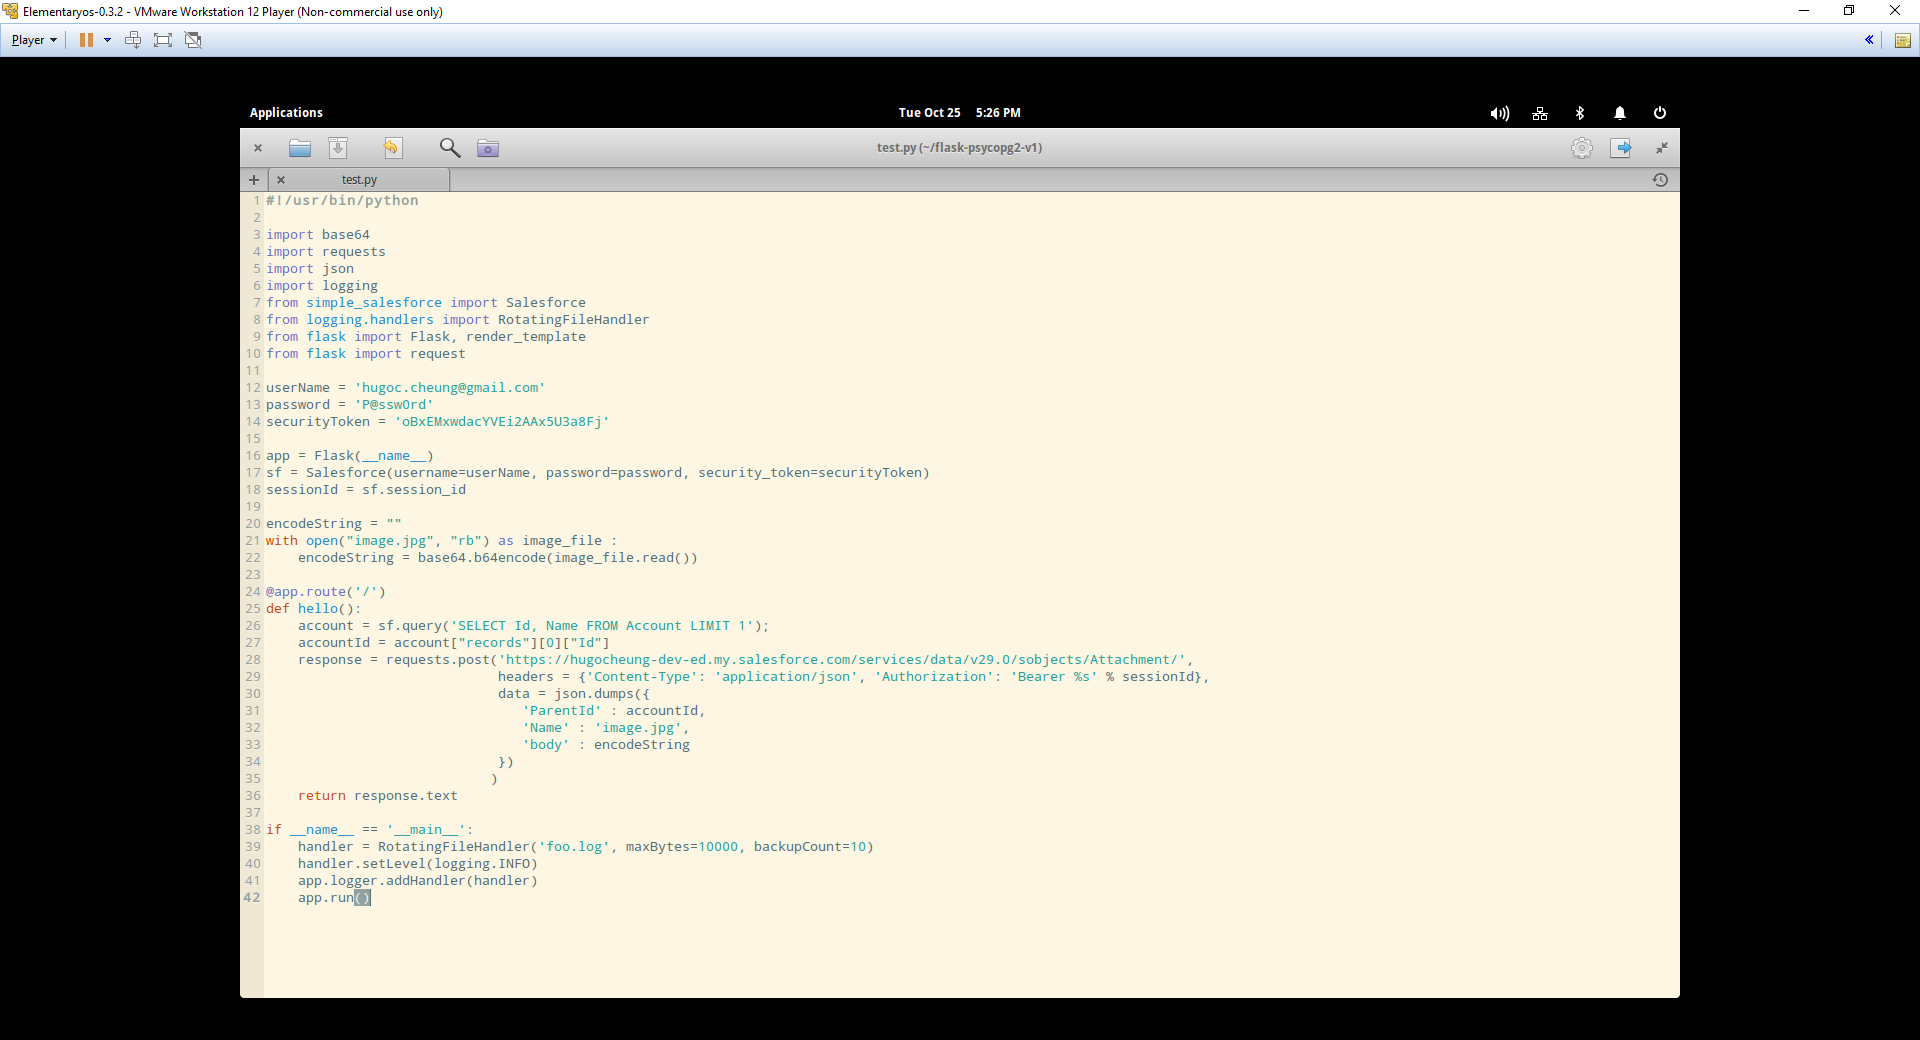 Elementaryos-0.3.2 - VMware Workstation 12 Player (Non-commercial use only)
Player
Applications
Tue Oct 25 5:26 PM
test.py (~/flask-psycopg2-v1)
test.py
1 #!/usr/bin/python
2
3 import base64
4 import requests
5 import json
6 import logging
7 from simple_salesforce import Salesforce
8 from logging.handlers import RotatingFileHandler
9 from flask import Flask, render_template
10 from flask import request
11
12 userName = 'hugoc.cheung@gmail.com'
13 password = 'P@ssw0rd'
14 securityToken = 'oBxEMxwdacYVEi2AAx5U3a8Fj'
15
16 app = Flask(__name__)
17 sf = Salesforce(username=userName, password=password, security_token=securityToken)
18 sessionId = sf.session_id
19
20 encodeString = ""
21 with open("image.jpg", "rb") as image_file :
22     encodeString = base64.b64encode(image_file.read())
23
24 @app.route('/')
25 def hello():
26     account = sf.query('SELECT Id, Name FROM Account LIMIT 1');
27     accountId = account["records"][0]["Id"]
28     response = requests.post('https://hugocheung-dev-ed.my.salesforce.com/services/data/v29.0/sobjects/Attachment/',
29                              headers = {'Content-Type': 'application/json', 'Authorization': 'Bearer %s' % sessionId},
30                              data = json.dumps({
31                                 'ParentId' : accountId,
32                                 'Name' : 'image.jpg',
33                                 'body' : encodeString
34                              })
35                             )
36     return response.text
37
38 if __name__ == '__main__':
39     handler = RotatingFileHandler('foo.log', maxBytes=10000, backupCount=10)
40     handler.setLevel(logging.INFO)
41     app.logger.addHandler(handler)
42     app.run()